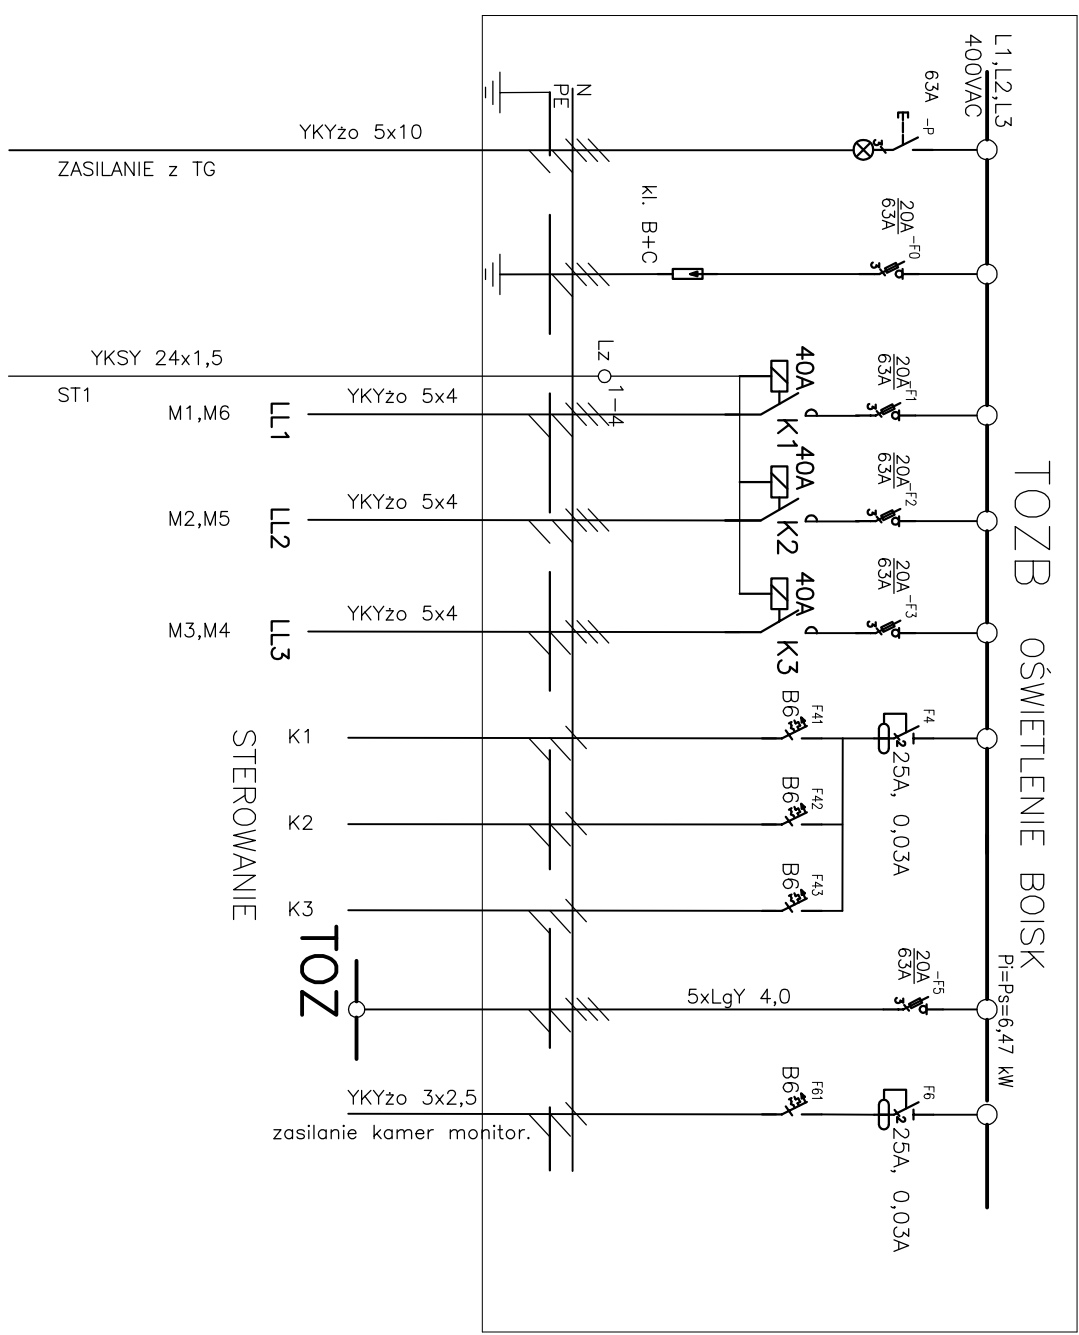 L1,L2,L3
400VAC
TOZB OŚWIETLENIE BOISK
Pi=Ps=6,47 kW
N
PE
63A -P
YKYżo 5x10
ZASILANIE z TG
20A
63A
-F0
kl. B+C
YKSY 24x1,5
ST1
Lz 1-4
20A
63A
-F1
40A
K1
YKYżo 5x4
LL1
M1,M6
20A
63A
-F2
40A
K2
YKYżo 5x4
LL2
M2,M5
20A
63A
-F3
40A
K3
YKYżo 5x4
LL3
M3,M4
F4
25A, 0,03A
B6 F41
K1
B6 F42
K2
B6 F43
K3
STEROWANIE
20A
63A
-F5
5xLgY 4,0
TOZ
F6
25A, 0,03A
B6 F61
YKYżo 3x2,5
zasilanie kamer monitor.